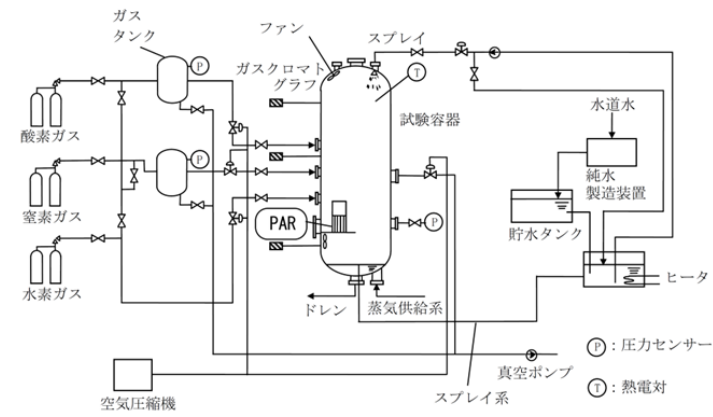 ガス
タンク
P
ファン
スプレイ
ガスクロマト
グラフ
T
試験容器
水道水
酸素ガス
P
純水
製造装置
窒素ガス
PAR
P
貯水タンク
ヒータ
水素ガス
ドレン
蒸気供給系
P:圧力センサー
真空ポンプ
T:熱電対
空気圧縮機
スプレイ系